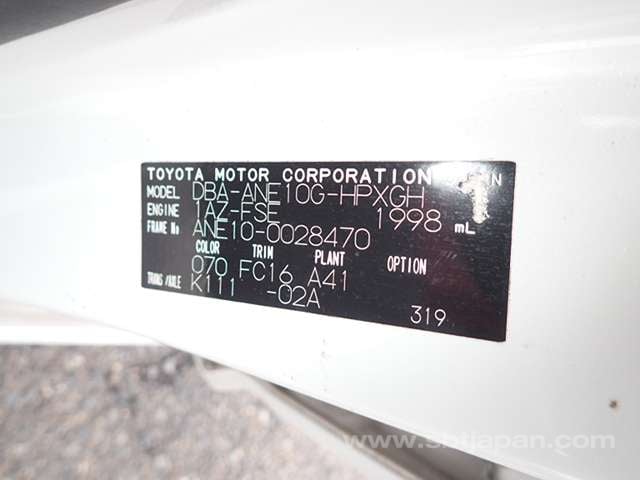 TOYOTA MOTOR CORPORATION
MODEL DBA-ANE10G-HPXGH
ENGINE 1AZ-FSE 1998 mL
FRAME No ANE10-0028470
COLOR TRIM PLANT OPTION
070 FC16 A41
TRANS/AXLE K111 -02A
319
www.sbtjapan.com